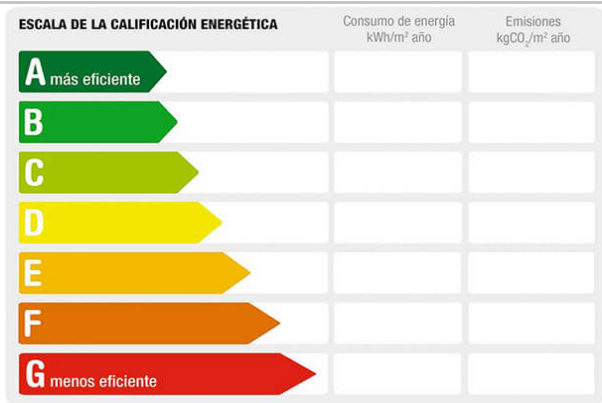 ESCALA DE LA CALIFICACIÓN ENERGÉTICA
Consumo de energía
kWh/m² año
Emisiones
kgCO₂/m² año
A más eficiente
B
C
D
E
F
G menos eficiente